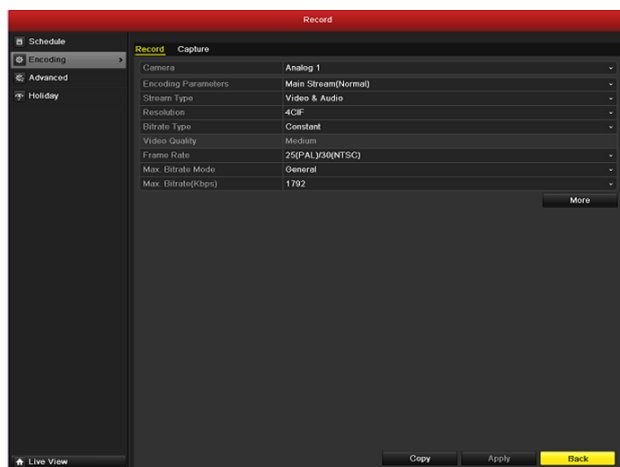 Record
Schedule
Encoding
Advanced
Holiday
Record Capture
Camera Analog 1
Encoding Parameters Main Stream(Normal)
Stream Type Video & Audio
Resolution 4CIF
Bitrate Type Constant
Video Quality Medium
Frame Rate 25(PAL)/30(NTSC)
Max. Bitrate Mode General
Max. Bitrate(Kbps) 1792
More
Live View
Copy Apply Back